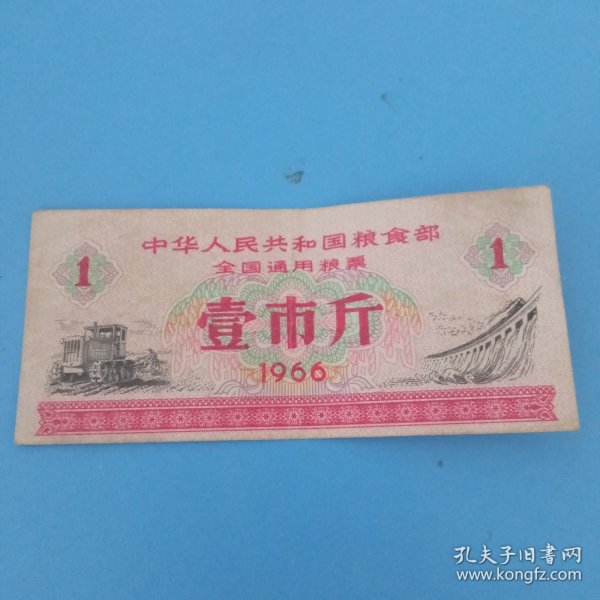 中华人民共和国粮食部
全国通用粮票
1
1
壹市斤
1966
孔夫子旧书网
www.kongfz.com